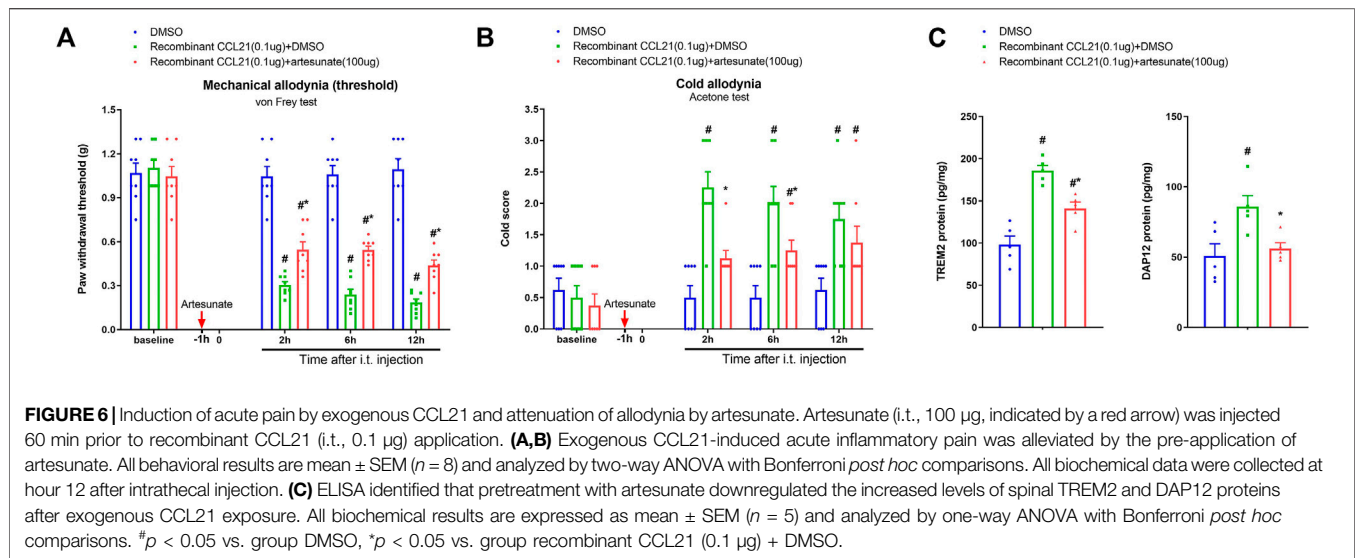 A
DMSO
Recombinant CCL21(0.1ug)+DMSO
Recombinant CCL21(0.1ug)+artesunate(100ug)
Mechanical allodynia (threshold)
von Frey test
Paw withdrawal threshold (g)
1.5
1.2
0.9
0.6
0.3
0.0
Artesunate
# #* # #* # #*
baseline -1h 0 2h 6h 12h
Time after i.t. injection
B
DMSO
Recombinant CCL21(0.1ug)+DMSO
Recombinant CCL21(0.1ug)+artesunate(100ug)
Cold allodynia
Acetone test
Cold score
3.5
3.0
2.5
2.0
1.5
1.0
0.5
0.0
Artesunate
# * # #* # #
baseline -1h 0 2h 6h 12h
Time after i.t. injection
C
DMSO
Recombinant CCL21(0.1ug)+DMSO
Recombinant CCL21(0.1ug)+artesunate(100ug)
TREM2 protein (pg/mg)
250
200
150
100
50
0
# #*
DAP12 protein (pg/mg)
150
100
50
0
# *
FIGURE 6 | Induction of acute pain by exogenous CCL21 and attenuation of allodynia by artesunate. Artesunate (i.t., 100 µg, indicated by a red arrow) was injected
60 min prior to recombinant CCL21 (i.t., 0.1 µg) application. (A,B) Exogenous CCL21-induced acute inflammatory pain was alleviated by the pre-application of
artesunate. All behavioral results are mean ± SEM (n = 8) and analyzed by two-way ANOVA with Bonferroni post hoc comparisons. All biochemical data were collected at
hour 12 after intrathecal injection. (C) ELISA identified that pretreatment with artesunate downregulated the increased levels of spinal TREM2 and DAP12 proteins
after exogenous CCL21 exposure. All biochemical results are expressed as mean ± SEM (n = 5) and analyzed by one-way ANOVA with Bonferroni post hoc
comparisons. #p < 0.05 vs. group DMSO, *p < 0.05 vs. group recombinant CCL21 (0.1 µg) + DMSO.